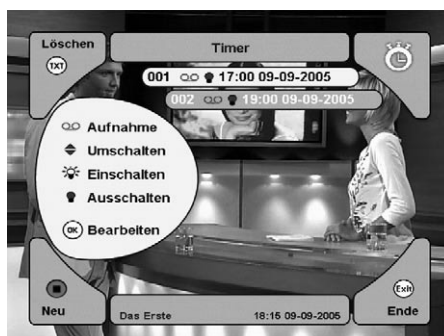 Löschen
TXT
Timer
001 17:00 09-09-2005
002 19:00 09-09-2005
Aufnahme
Umschalten
Einschalten
Ausschalten
OK Bearbeiten
Neu
Das Erste 18:15 09-09-2005
Exit
Ende